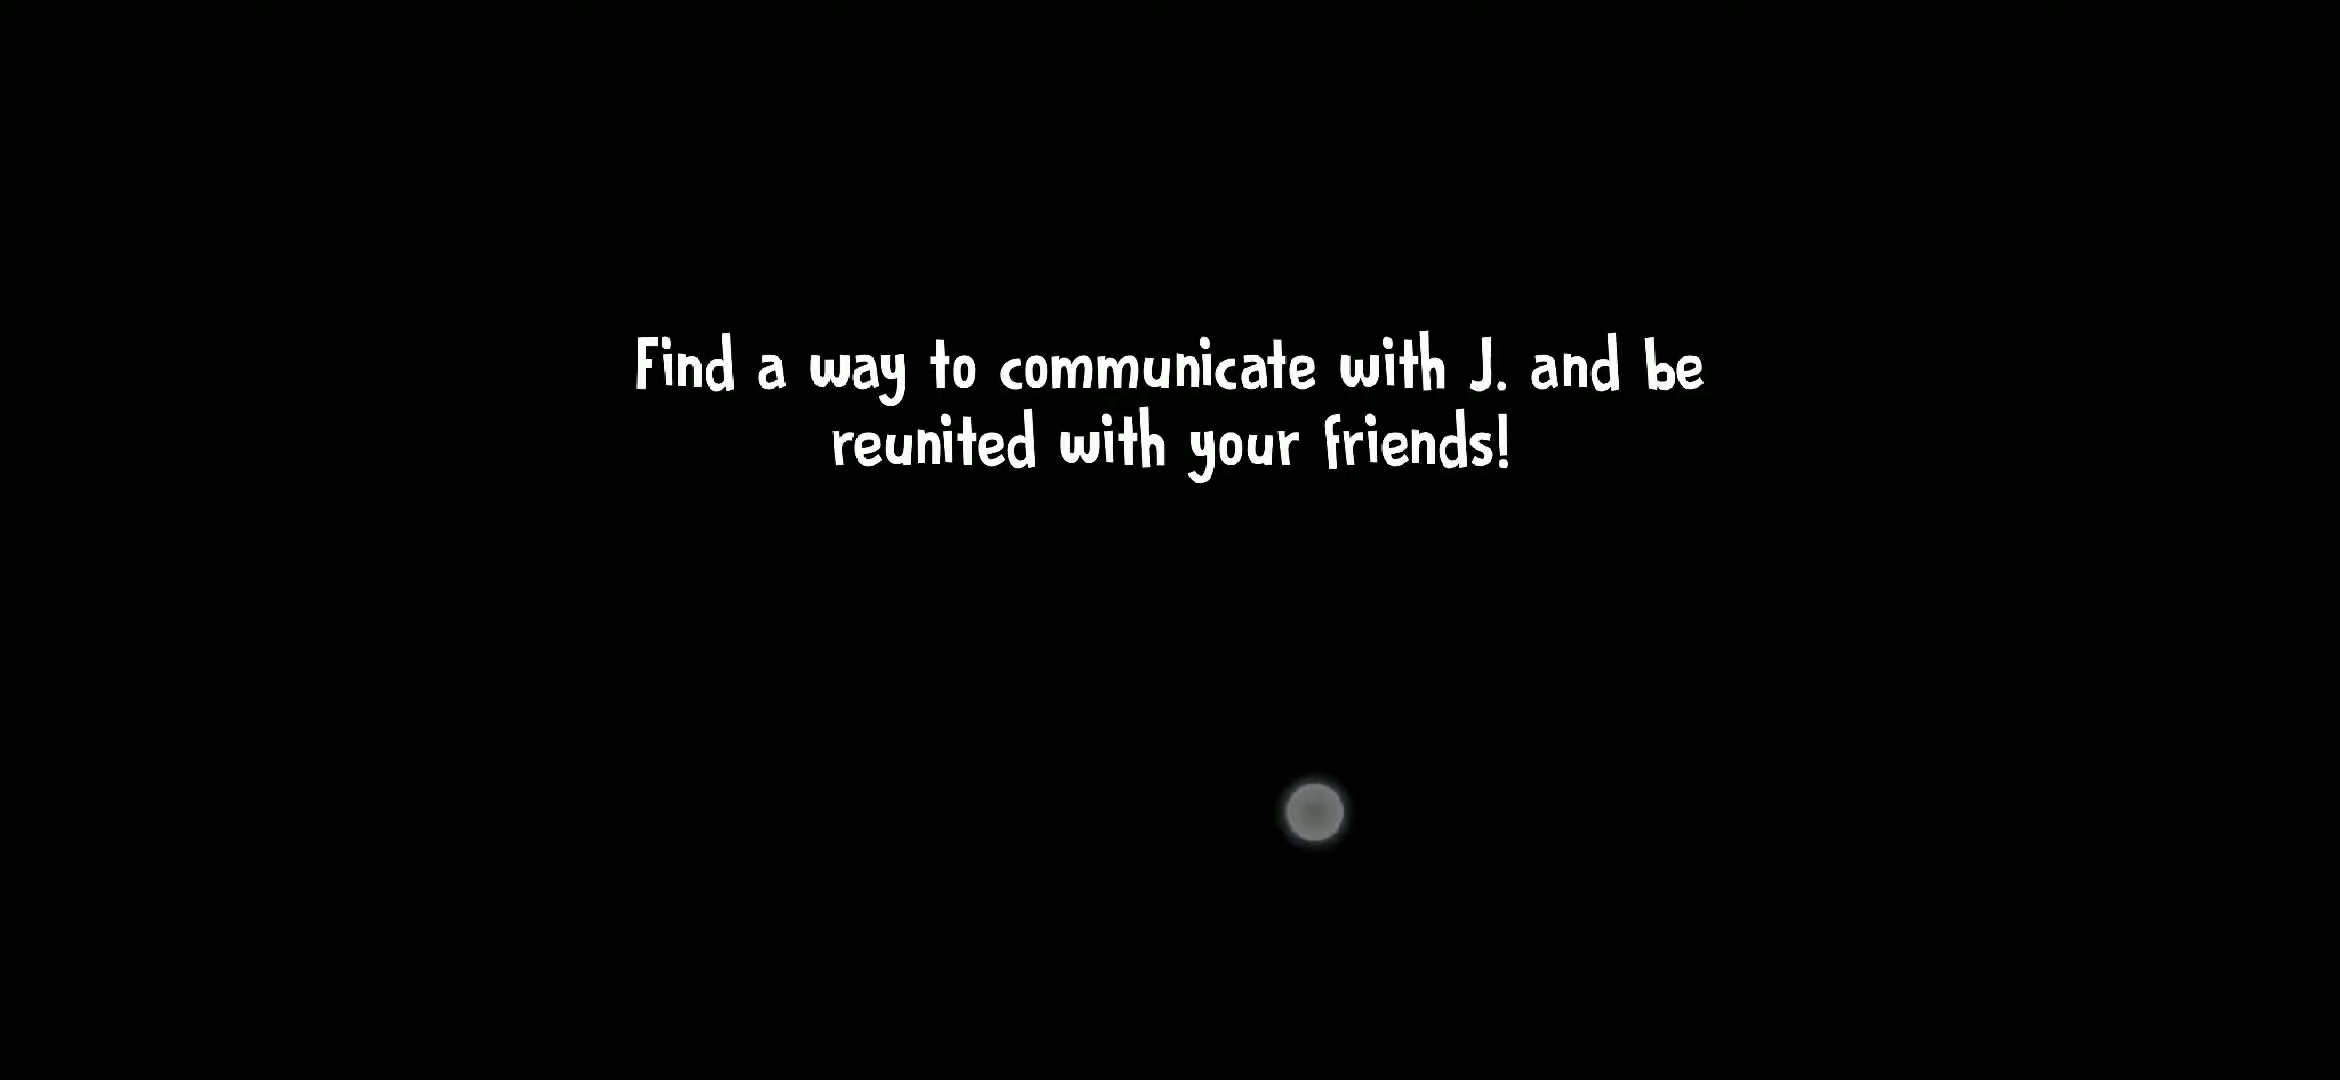 Find a way to communicate with J. and be
reunited with your friends!